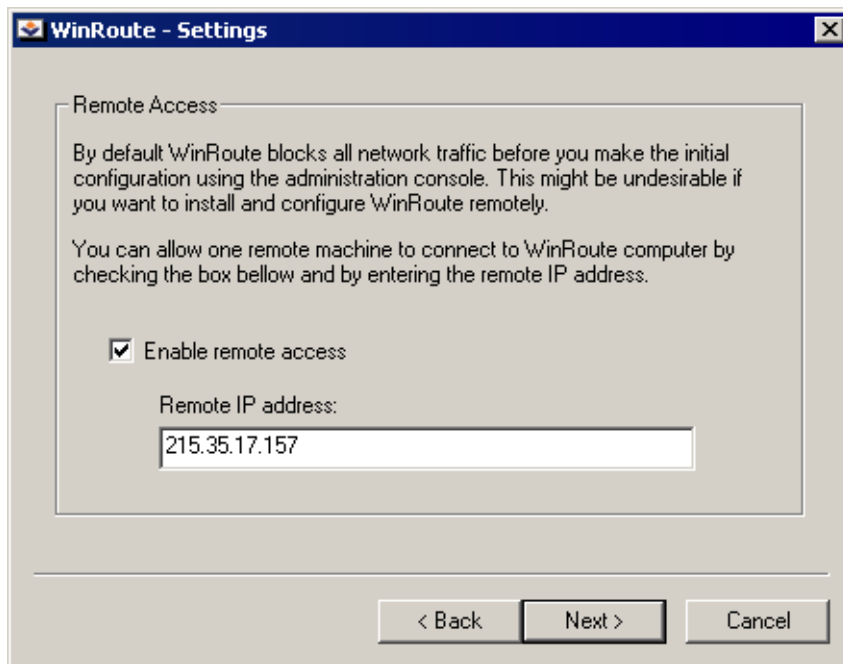 WinRoute - Settings
Remote Access
By default WinRoute blocks all network traffic before you make the initial
configuration using the administration console. This might be undesirable if
you want to install and configure WinRoute remotely.
You can allow one remote machine to connect to WinRoute computer by
checking the box bellow and by entering the remote IP address.
Enable remote access
Remote IP address:
215.35.17.157
< Back Next > Cancel